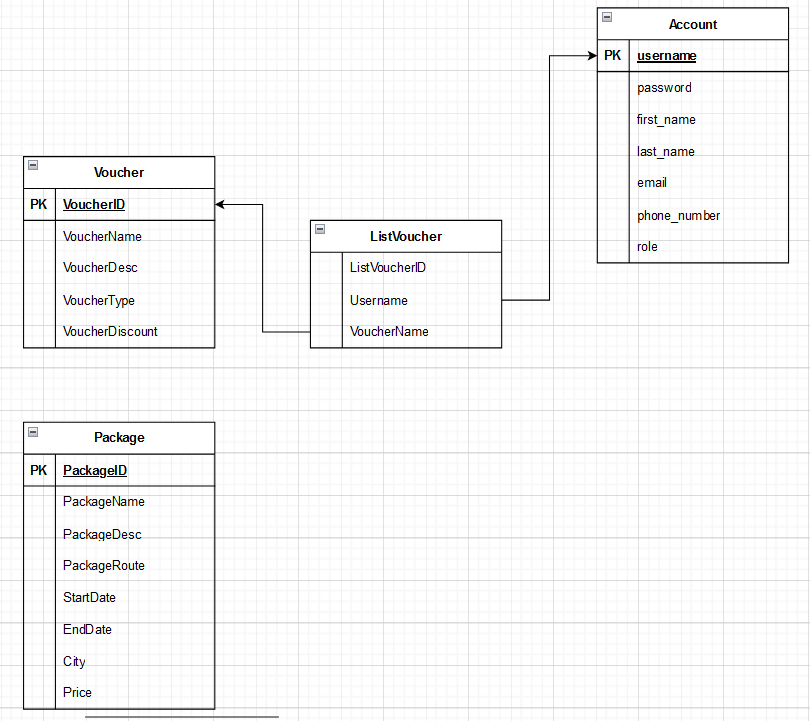 Account
PK username
password
first_name
last_name
email
phone_number
role
Voucher
PK VoucherID
VoucherName
VoucherDesc
VoucherType
VoucherDiscount
ListVoucher
ListVoucherID
Username
VoucherName
Package
PK PackageID
PackageName
PackageDesc
PackageRoute
StartDate
EndDate
City
Price